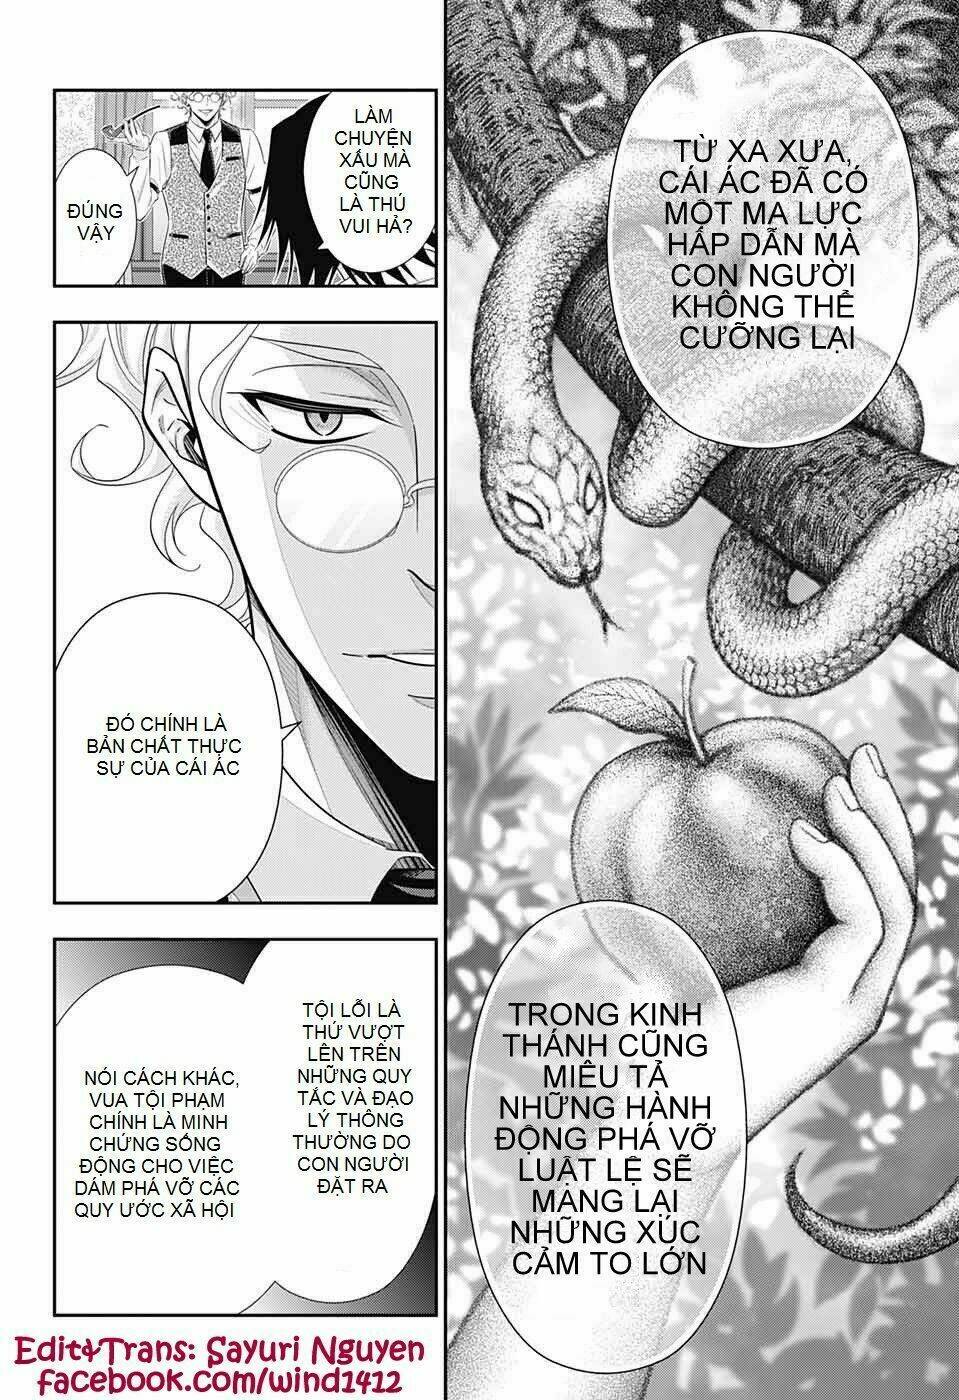 TỪ XA XƯA,
CÁI ÁC ĐÃ CÓ
MỘT MA LỰC
HẤP DẪN MÀ
CON NGƯỜI
KHÔNG THỂ
CƯỠNG LẠI
TRONG KINH
THÁNH CŨNG
MIÊU TẢ
NHỮNG HÀNH
ĐỘNG PHÁ VỠ
LUẬT LỆ SẼ
MANG LẠI
NHỮNG XÚC
CẢM TO LỚN
LÀM
CHUYỆN
XẤU MÀ
CŨNG
LÀ THÚ
VUI HẢ?
ĐÚNG
VẬY
ĐÓ CHÍNH LÀ
BẢN CHẤT THỰC
SỰ CỦA CÁI ÁC
TỘI LỖI LÀ
THỨ VƯỢT
LÊN TRÊN
NHỮNG QUY
TẮC VÀ ĐẠO
LÝ THÔNG
THƯỜNG DO
CON NGƯỜI
ĐẶT RA
NÓI CÁCH KHÁC,
VUA TỘI PHẠM
CHÍNH LÀ MINH
CHỨNG SỐNG
ĐỘNG CHO VIỆC
DÁM PHÁ VỠ CÁC
QUY ƯỚC XÃ HỘI
Edit&Trans: Sayuri Nguyen
facebook.com/wind1412